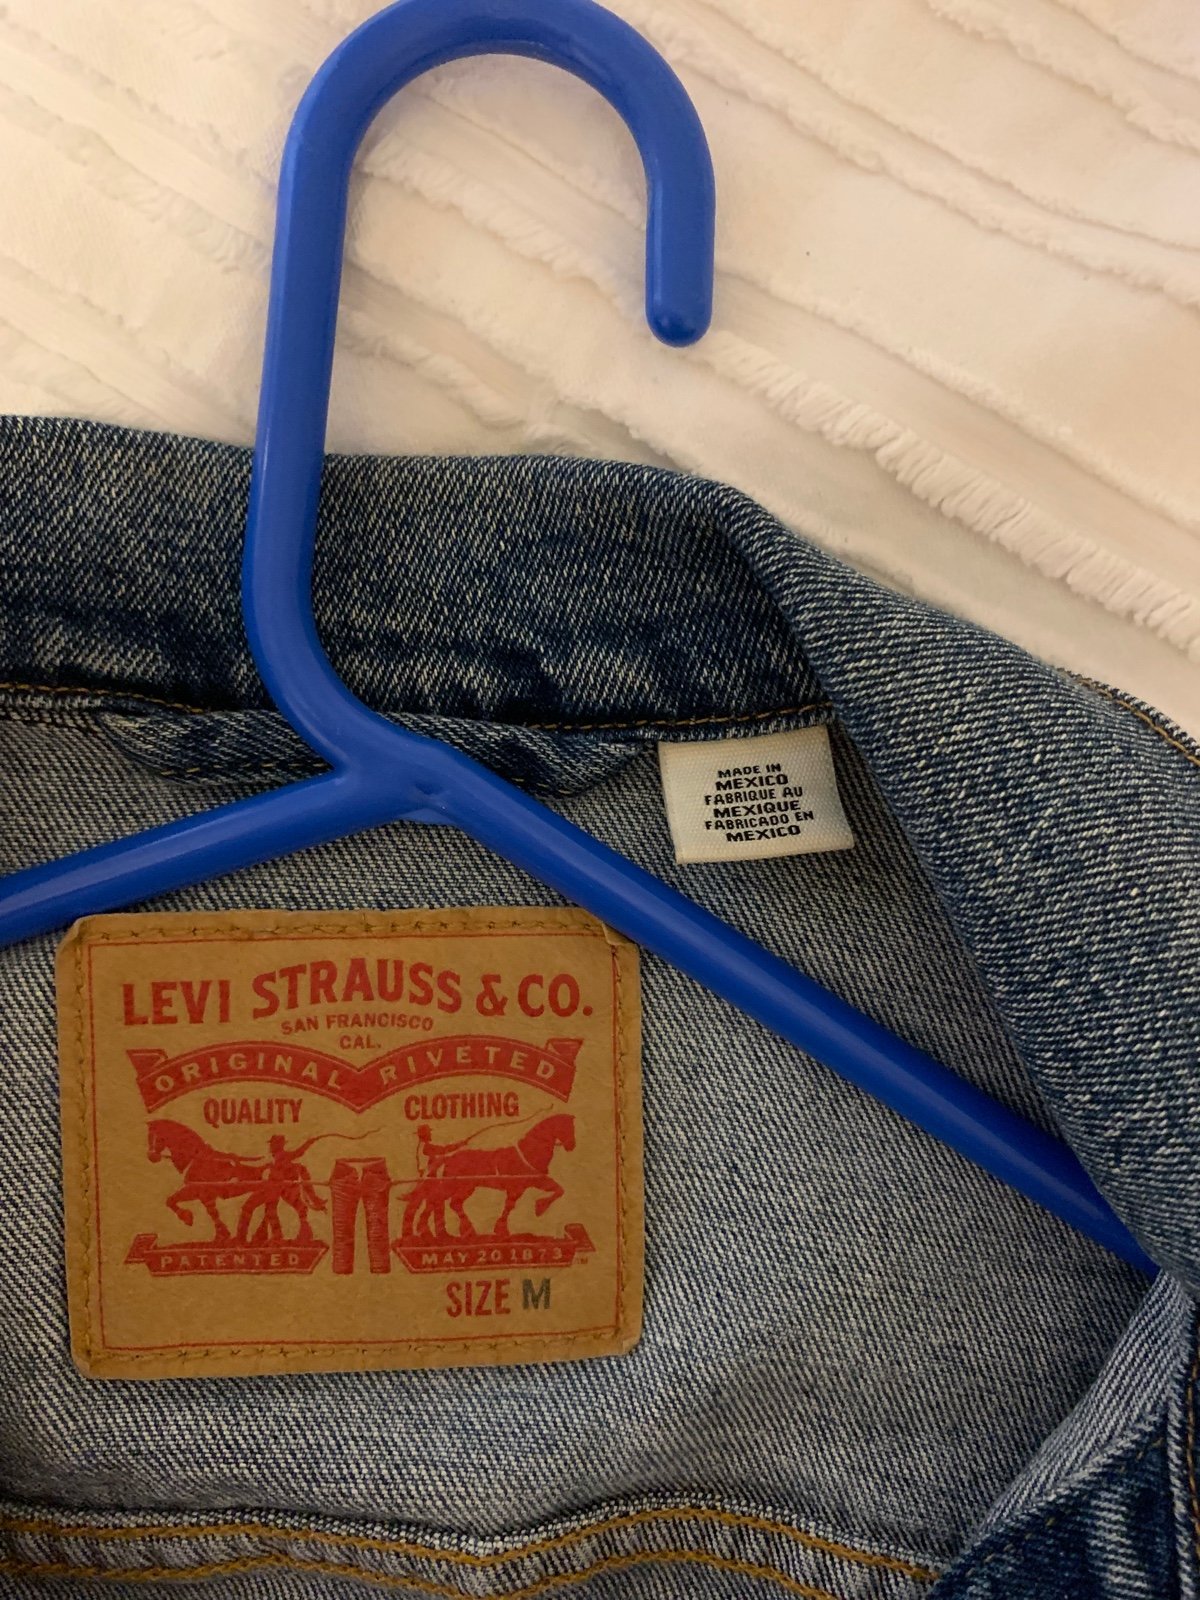 MADE IN
MEXICO
FABRIQUE AU
MEXIQUE
FABRICADO EN
MEXICO
LEVI STRAUSS & CO.
SAN FRANCISCO
CAL.
ORIGINAL RIVETED
QUALITY CLOTHING
PATENTED MAY 20 1873
SIZE M